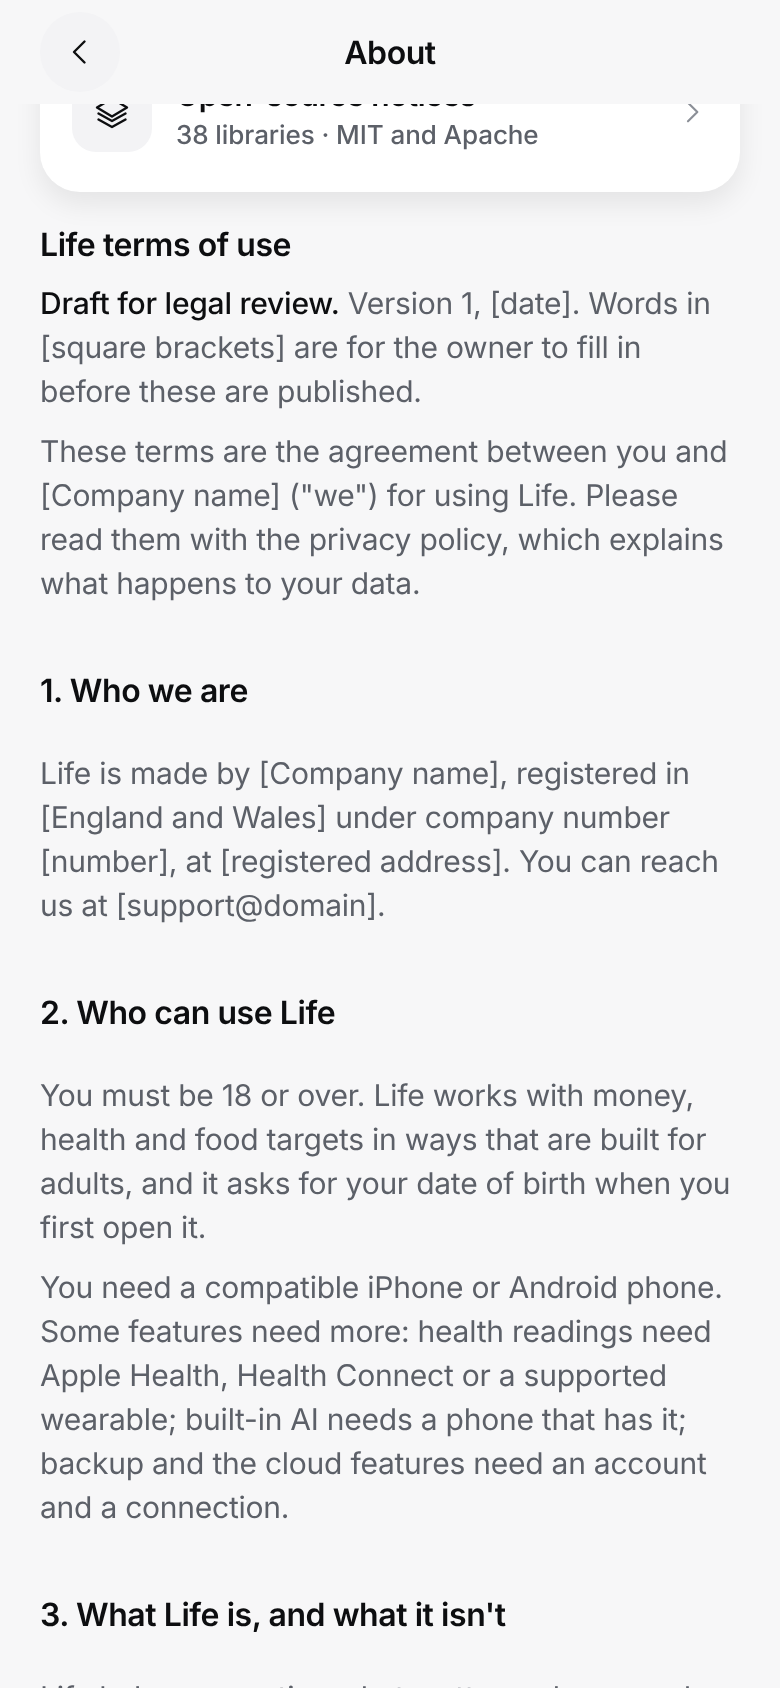 About
Open-source notices
38 libraries · MIT and Apache
Life terms of use
Draft for legal review. Version 1, [date]. Words in
[square brackets] are for the owner to fill in
before these are published.
These terms are the agreement between you and
[Company name] ("we") for using Life. Please
read them with the privacy policy, which explains
what happens to your data.
1. Who we are
Life is made by [Company name], registered in
[England and Wales] under company number
[number], at [registered address]. You can reach
us at [support@domain].
2. Who can use Life
You must be 18 or over. Life works with money,
health and food targets in ways that are built for
adults, and it asks for your date of birth when you
first open it.
You need a compatible iPhone or Android phone.
Some features need more: health readings need
Apple Health, Health Connect or a supported
wearable; built-in AI needs a phone that has it;
backup and the cloud features need an account
and a connection.
3. What Life is, and what it isn't